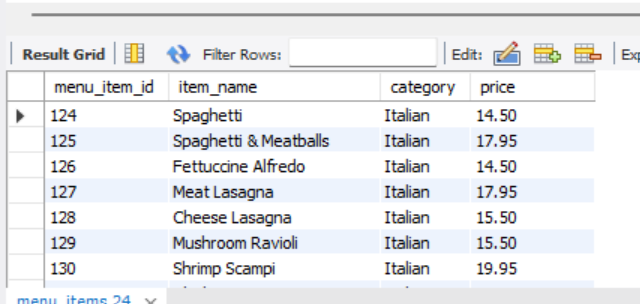 Result Grid Filter Rows: Edit:
menu_item_id item_name category price
124 Spaghetti Italian 14.50
125 Spaghetti & Meatballs Italian 17.95
126 Fettuccine Alfredo Italian 14.50
127 Meat Lasagna Italian 17.95
128 Cheese Lasagna Italian 15.50
129 Mushroom Ravioli Italian 15.50
130 Shrimp Scampi Italian 19.95
menu_items 24